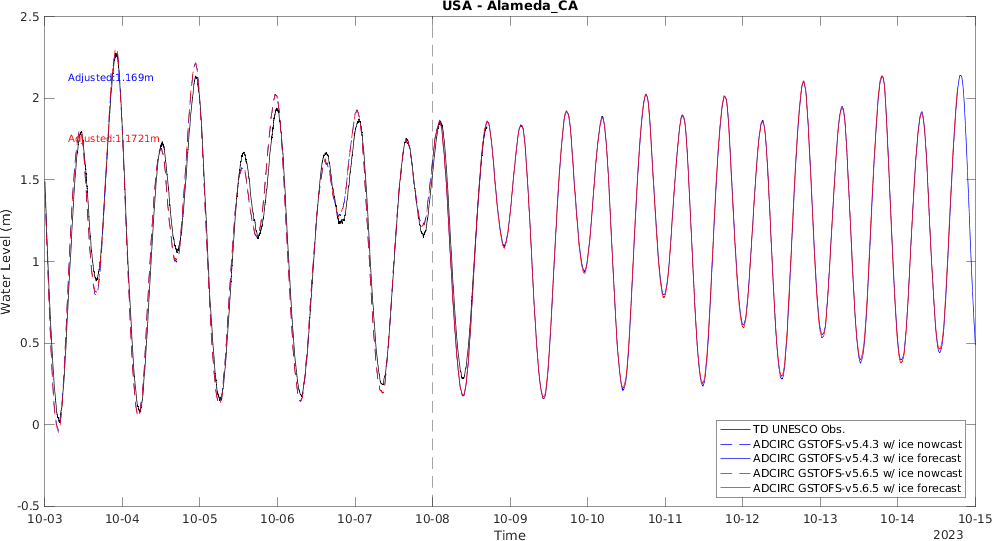 USA - Alameda_CA
2.5
2
1.5
1
0.5
0
-0.5
Water Level (m)
Adjusted:1.169m
Adjusted:1.1721m
TD UNESCO Obs.
ADCIRC GSTOFS-v5.4.3 w/ ice nowcast
ADCIRC GSTOFS-v5.4.3 w/ ice forecast
ADCIRC GSTOFS-v5.6.5 w/ ice nowcast
ADCIRC GSTOFS-v5.6.5 w/ ice forecast
10-03 10-04 10-05 10-06 10-07 10-08 10-09 10-10 10-11 10-12 10-13 10-14 10-15
Time
2023